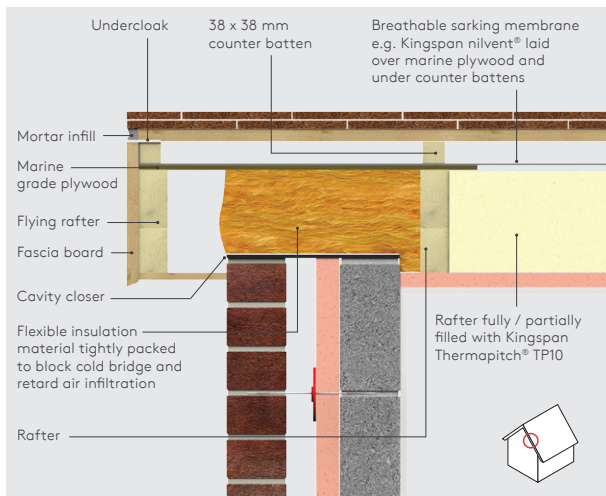 Undercloak
38 x 38 mm
counter batten
Breathable sarking membrane
e.g. Kingspan nilvent® laid
over marine plywood and
under counter battens
Mortar infill
Marine
grade plywood
Flying rafter
Fascia board
Cavity closer
Flexible insulation
material tightly packed
to block cold bridge and
retard air infiltration
Rafter
Rafter fully / partially
filled with Kingspan
Thermapitch® TP10